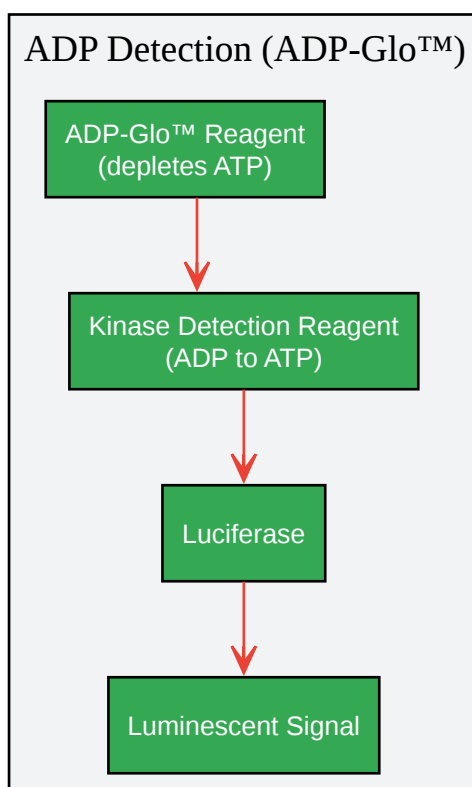 ADP Detection (ADP-Glo™)
ADP-Glo™ Reagent
(depletes ATP)
Kinase Detection Reagent
(ADP to ATP)
Luciferase
Luminescent Signal